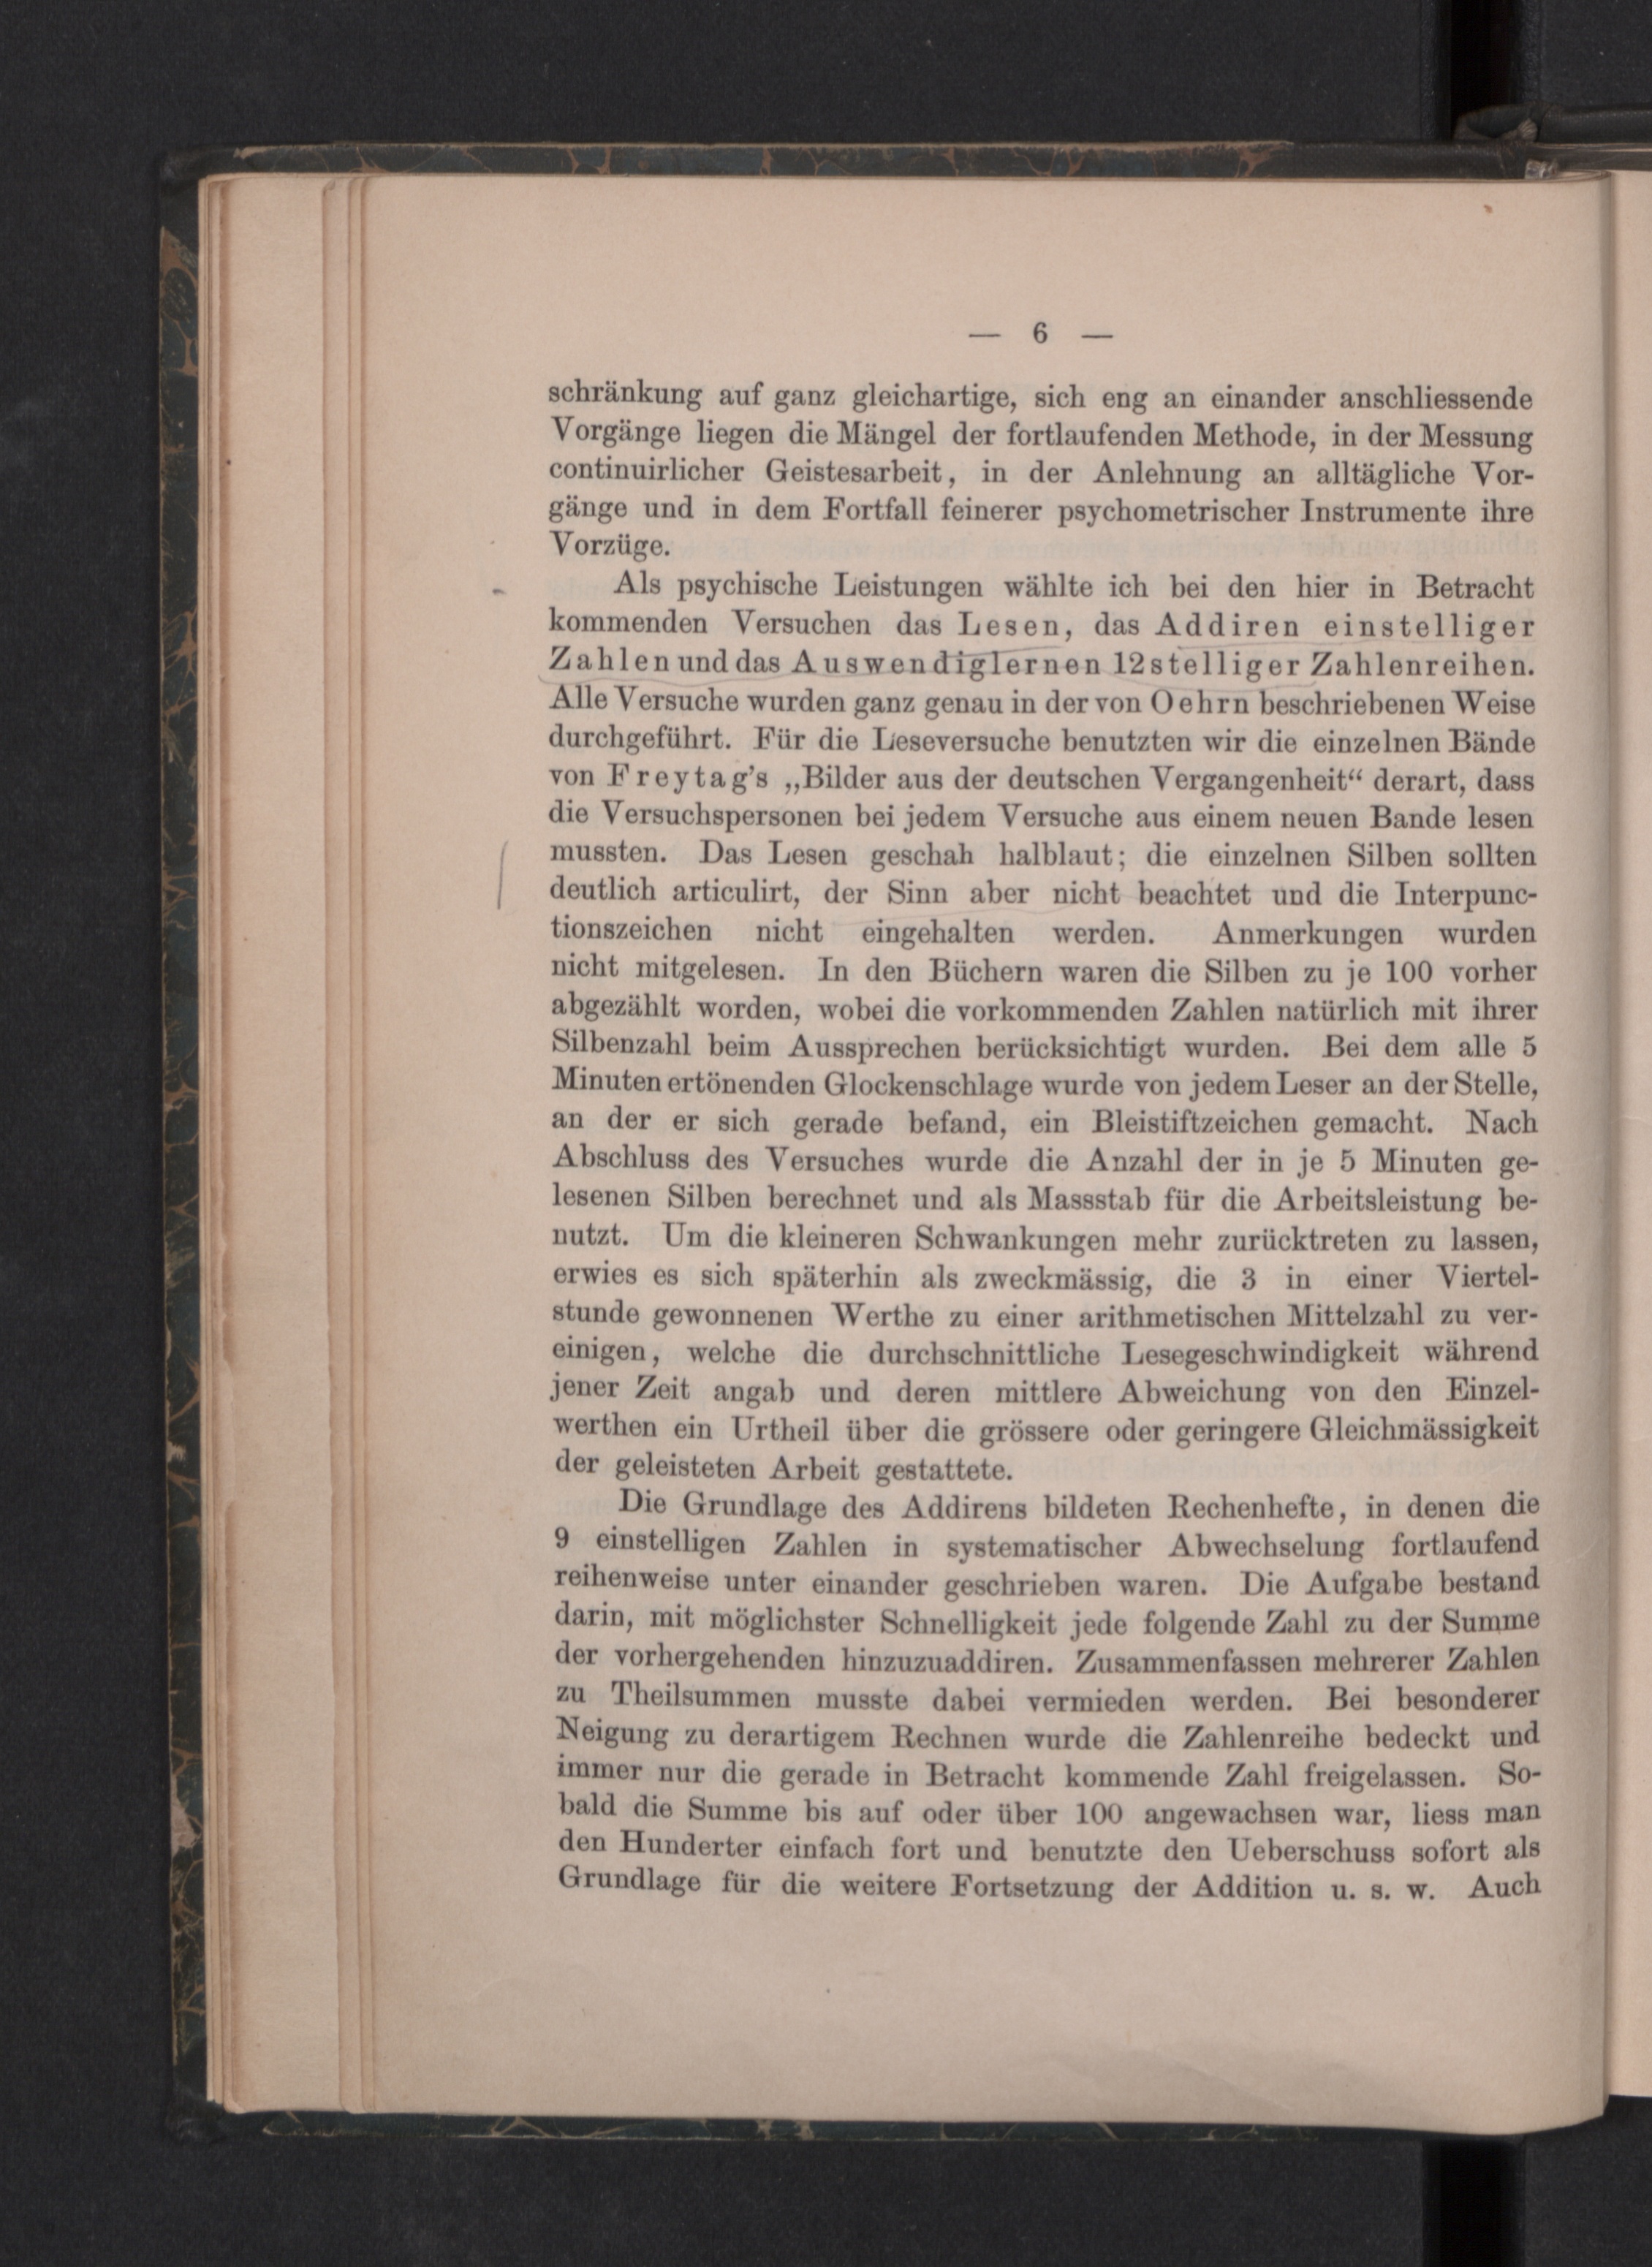 — 6 —
schränkung auf ganz gleichartige, sich eng an einander anschliessende
Vorgänge liegen die Mängel der fortlaufenden Methode, in der Messung
continuirlicher Geistesarbeit, in der Anlehnung an alltägliche Vor-
gänge und in dem Fortfall feinerer psychometrischer Instrumente ihre
Vorzüge.
Als psychische Leistungen wählte ich bei den hier in Betracht
kommenden Versuchen das Lesen, das Addiren einstelliger
Zahlen und das Auswendiglernen 12stelliger Zahlenreihen.
Alle Versuche wurden ganz genau in der von Oehrn beschriebenen Weise
durchgeführt. Für die Leseversuche benutzten wir die einzelnen Bände
von Freytag's „Bilder aus der deutschen Vergangenheit“ derart, dass
die Versuchspersonen bei jedem Versuche aus einem neuen Bande lesen
mussten. Das Lesen geschah halblaut; die einzelnen Silben sollten
deutlich articulirt, der Sinn aber nicht beachtet und die Interpunc-
tionszeichen nicht eingehalten werden. Anmerkungen wurden
nicht mitgelesen. In den Büchern waren die Silben zu je 100 vorher
abgezählt worden, wobei die vorkommenden Zahlen natürlich mit ihrer
Silbenzahl beim Aussprechen berücksichtigt wurden. Bei dem alle 5
Minuten ertönenden Glockenschlage wurde von jedem Leser an der Stelle,
an der er sich gerade befand, ein Bleistiftzeichen gemacht. Nach
Abschluss des Versuches wurde die Anzahl der in je 5 Minuten ge-
lesenen Silben berechnet und als Massstab für die Arbeitsleistung be-
nutzt. Um die kleineren Schwankungen mehr zurücktreten zu lassen,
erwies es sich späterhin als zweckmässig, die 3 in einer Viertel-
stunde gewonnenen Werthe zu einer arithmetischen Mittelzahl zu ver-
einigen, welche die durchschnittliche Lesegeschwindigkeit während
jener Zeit angab und deren mittlere Abweichung von den Einzel-
werthen ein Urtheil über die grössere oder geringere Gleichmässigkeit
der geleisteten Arbeit gestattete.
Die Grundlage des Addirens bildeten Rechenhefte, in denen die
9 einstelligen Zahlen in systematischer Abwechselung fortlaufend
reihenweise unter einander geschrieben waren. Die Aufgabe bestand
darin, mit möglichster Schnelligkeit jede folgende Zahl zu der Summe
der vorhergehenden hinzuzuaddiren. Zusammenfassen mehrerer Zahlen
zu Theilsummen musste dabei vermieden werden. Bei besonderer
Neigung zu derartigem Rechnen wurde die Zahlenreihe bedeckt und
immer nur die gerade in Betracht kommende Zahl freigelassen. So-
bald die Summe bis auf oder über 100 angewachsen war, liess man
den Hunderter einfach fort und benutzte den Ueberschuss sofort als
Grundlage für die weitere Fortsetzung der Addition u. s. w. Auch